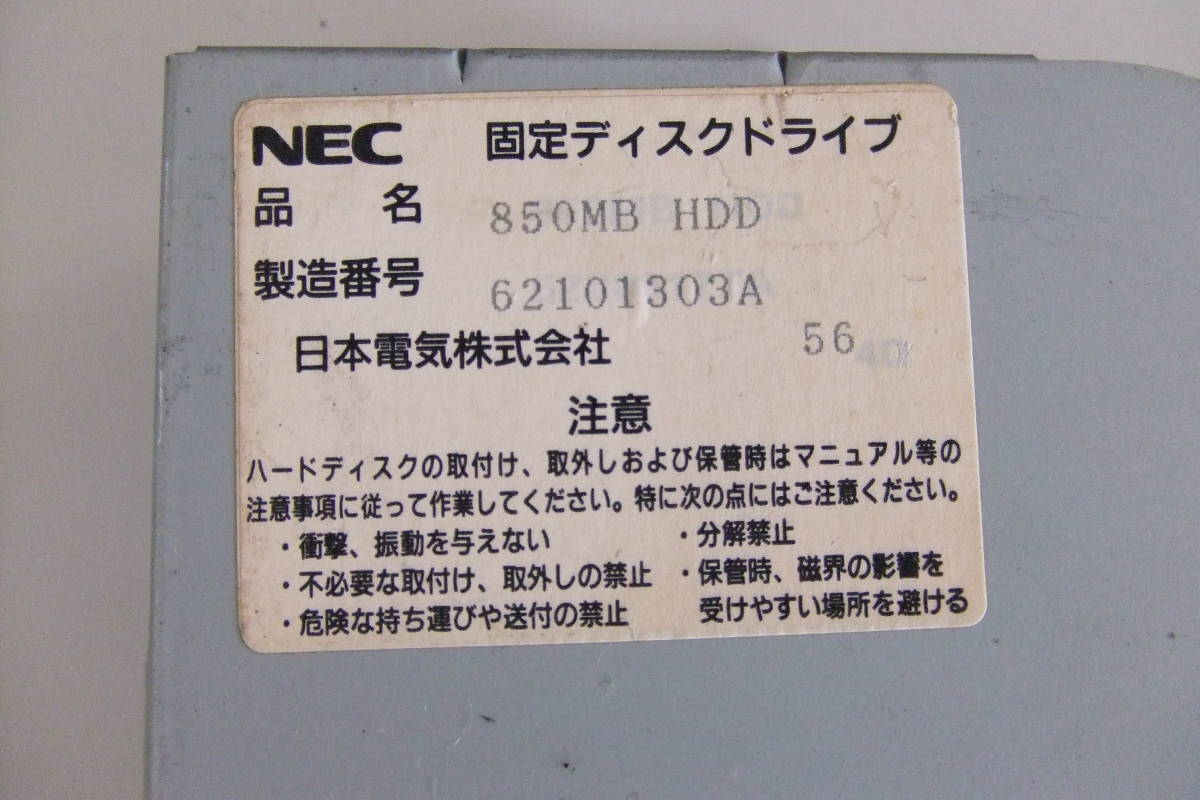 NEC 固定ディスクドライブ
品 名 850MB HDD
製造番号 62101303A
日本電気株式会社 56
注意
ハードディスクの取付け、取外しおよび保管時はマニュアル等の
注意事項に従って作業してください。特に次の点にはご注意ください。
・衝撃、振動を与えない ・分解禁止
・不必要な取付け、取外しの禁止 ・保管時、磁界の影響を
・危険な持ち運びや送付の禁止 受けやすい場所を避ける